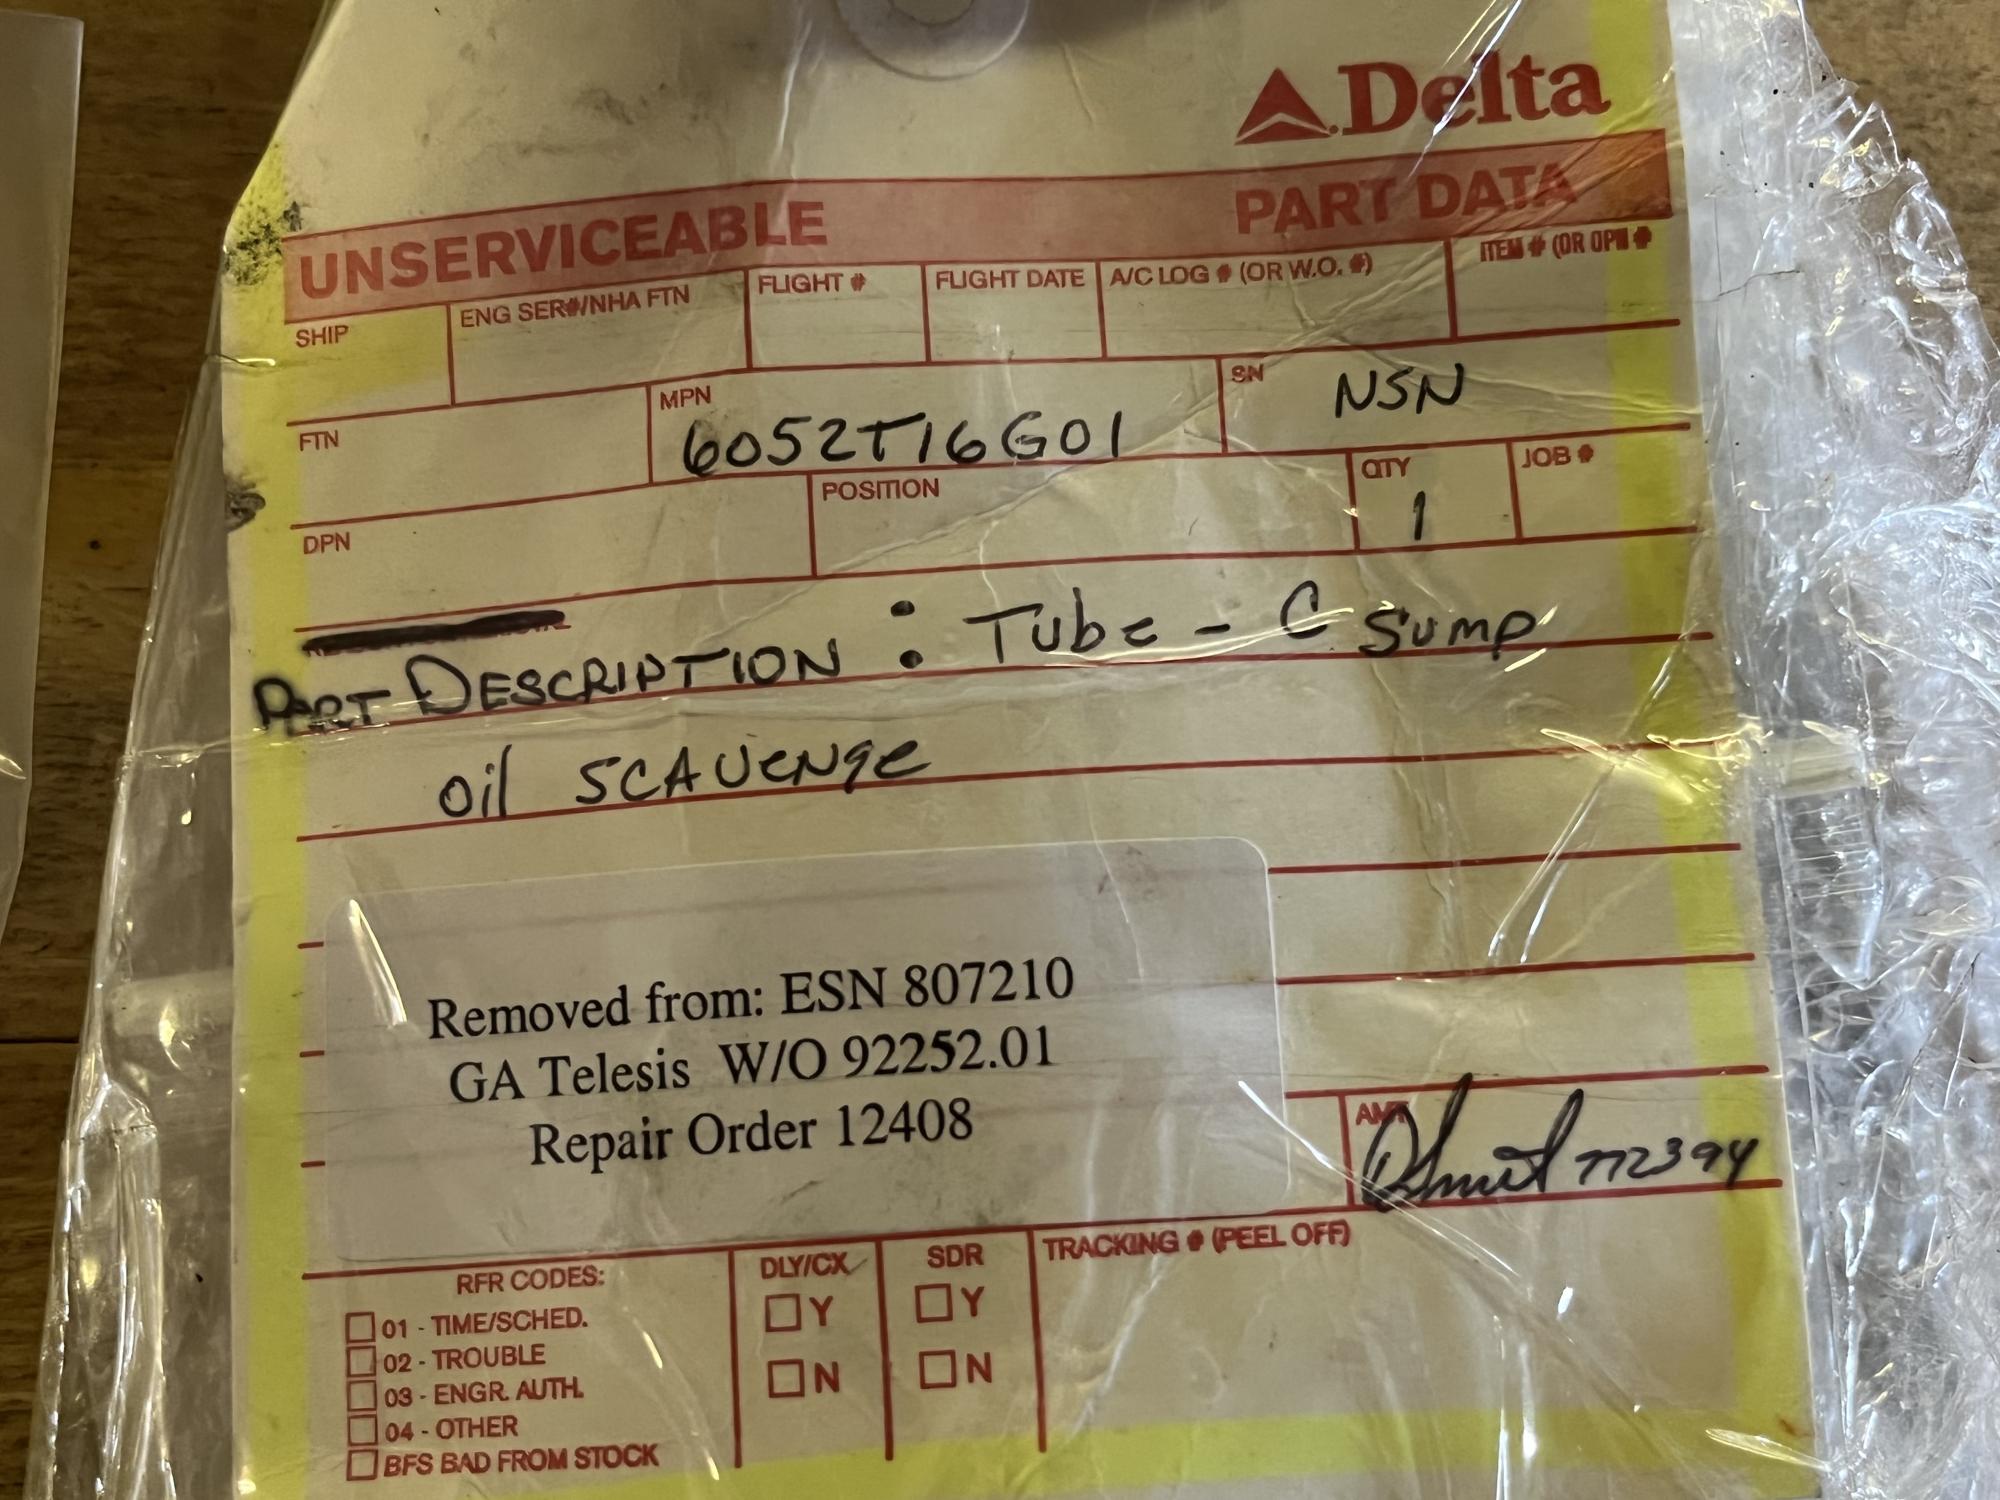 Delta
UNSERVICEABLE PART DATA
SHIP ENG SER#/NHA FTN FLIGHT # FLIGHT DATE A/C LOG # (OR W.O. #) ITEM # (OR OPN #
FTN MPN 6052T16G01 SN NSN
DPN POSITION QTY 1 JOB #
PART DESCRIPTION : Tube - C Sump
oil SCAVENGE
Removed from: ESN 807210
GA Telesis W/O 92252.01
Repair Order 12408
AMT 772394
RFR CODES: DLY/CX SDR TRACKING # (PEEL OFF)
01 - TIME/SCHED. Y Y
02 - TROUBLE
03 - ENGR. AUTH. N N
04 - OTHER
BFS BAD FROM STOCK